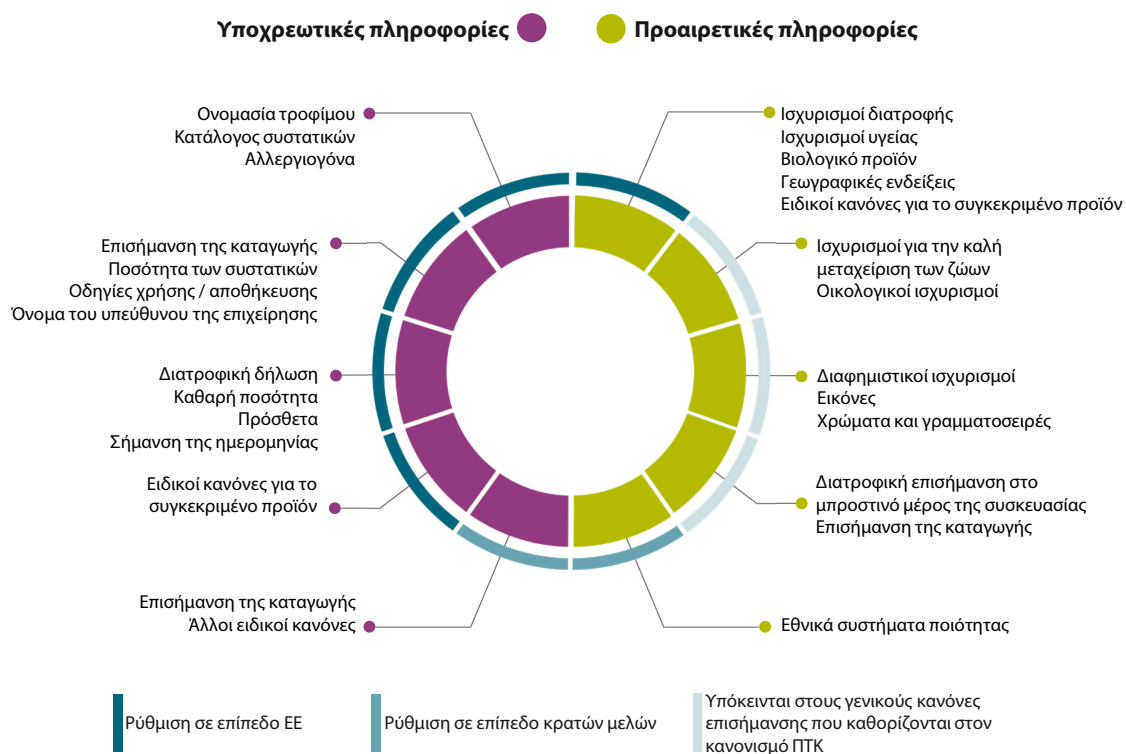 Υποχρεωτικές πληροφορίες
Προαιρετικές πληροφορίες
Ονομασία τροφίμου
Κατάλογος συστατικών
Αλλεργιογόνα
Επισήμανση της καταγωγής
Ποσότητα των συστατικών
Οδηγίες χρήσης / αποθήκευσης
Όνομα του υπεύθυνου της επιχείρησης
Διατροφική δήλωση
Καθαρή ποσότητα
Πρόσθετα
Σήμανση της ημερομηνίας
Ειδικοί κανόνες για το
συγκεκριμένο προϊόν
Επισήμανση της καταγωγής
Άλλοι ειδικοί κανόνες
Ισχυρισμοί διατροφής
Ισχυρισμοί υγείας
Βιολογικό προϊόν
Γεωγραφικές ενδείξεις
Ειδικοί κανόνες για το συγκεκριμένο προϊόν
Ισχυρισμοί για την καλή
μεταχείριση των ζώων
Οικολογικοί ισχυρισμοί
Διαφημιστικοί ισχυρισμοί
Εικόνες
Χρώματα και γραμματοσειρές
Διατροφική επισήμανση στο
μπροστινό μέρος της συσκευασίας
Επισήμανση της καταγωγής
Εθνικά συστήματα ποιότητας
Ρύθμιση σε επίπεδο ΕΕ
Ρύθμιση σε επίπεδο κρατών μελών
Υπόκεινται στους γενικούς κανόνες
επισήμανσης που καθορίζονται στον
κανονισμό ΠΤΚ